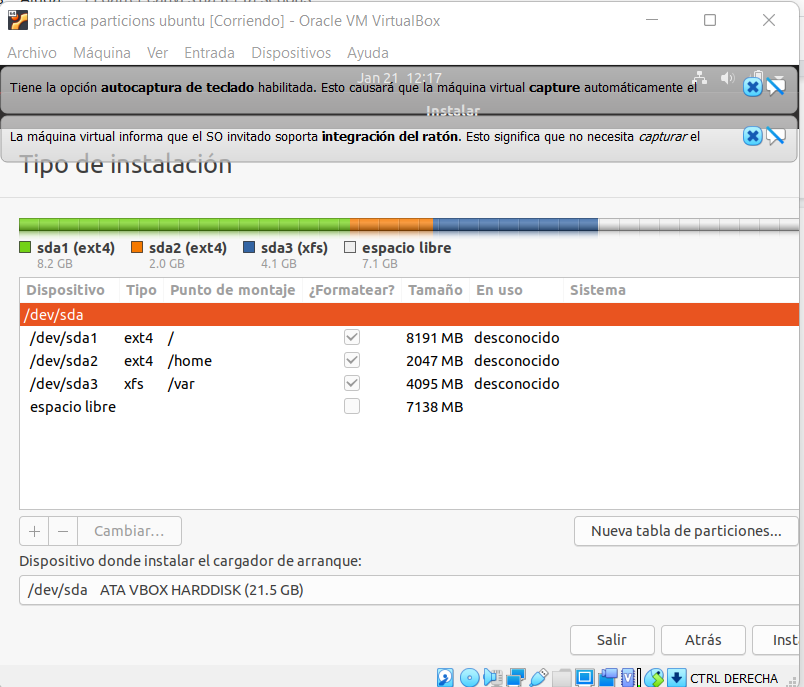 practica particions ubuntu [Corriendo] - Oracle VM VirtualBox
Archivo Máquina Ver Entrada Dispositivos Ayuda
Jan 21 12:17
Tiene la opción autocaptura de teclado habilitada. Esto causará que la máquina virtual capture automáticamente el
Instalar
La máquina virtual informa que el SO invitado soporta integración del ratón. Esto significa que no necesita capturar el
Tipo de instalación
sda1 (ext4) sda2 (ext4) sda3 (xfs) espacio libre
8.2 GB 2.0 GB 4.1 GB 7.1 GB
Dispositivo Tipo Punto de montaje ¿Formatear? Tamaño En uso Sistema
/dev/sda
/dev/sda1 ext4 / 8191 MB desconocido
/dev/sda2 ext4 /home 2047 MB desconocido
/dev/sda3 xfs /var 4095 MB desconocido
espacio libre 7138 MB
+ − Cambiar... Nueva tabla de particiones...
Dispositivo donde instalar el cargador de arranque:
/dev/sda ATA VBOX HARDDISK (21.5 GB)
Salir Atrás Inst
CTRL DERECHA